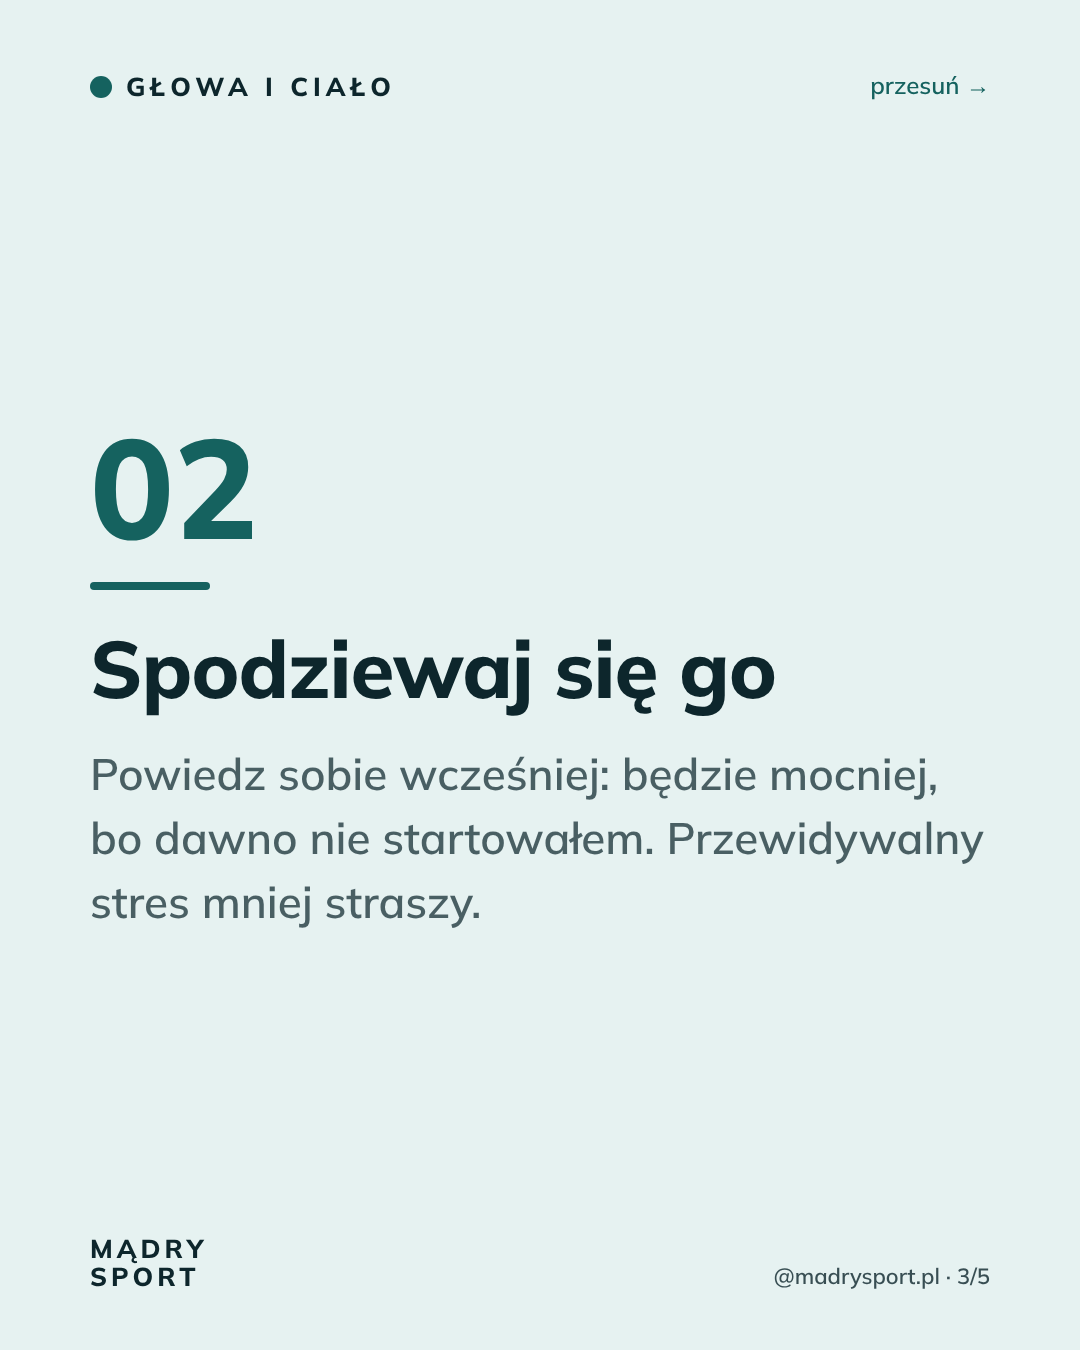 GŁOWA I CIAŁO
przesuń →
02
Spodziewaj się go
Powiedz sobie wcześniej: będzie mocniej,
bo dawno nie startowałem. Przewidywalny
stres mniej straszy.
MĄDRY
SPORT
@madrysport.pl · 3/5